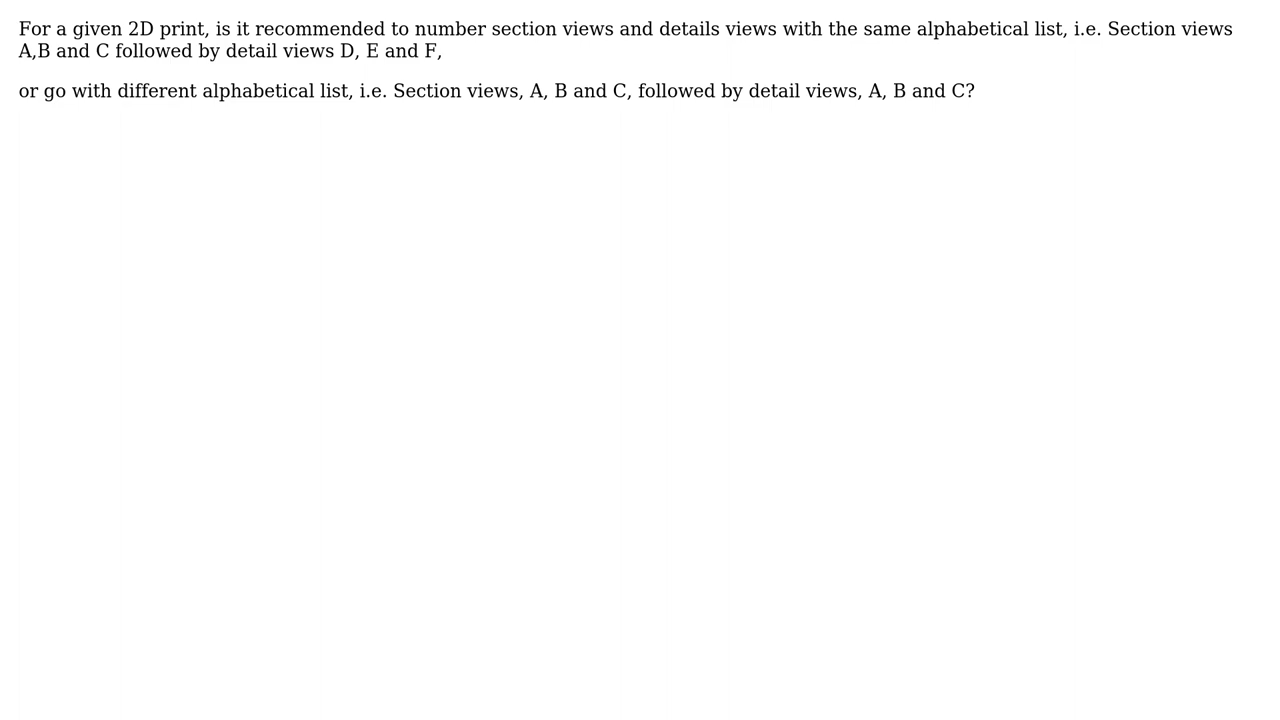 For a given 2D print, is it recommended to number section views and details views with the same alphabetical list, i.e. Section views
A,B and C followed by detail views D, E and F,
or go with different alphabetical list, i.e. Section views, A, B and C, followed by detail views, A, B and C?